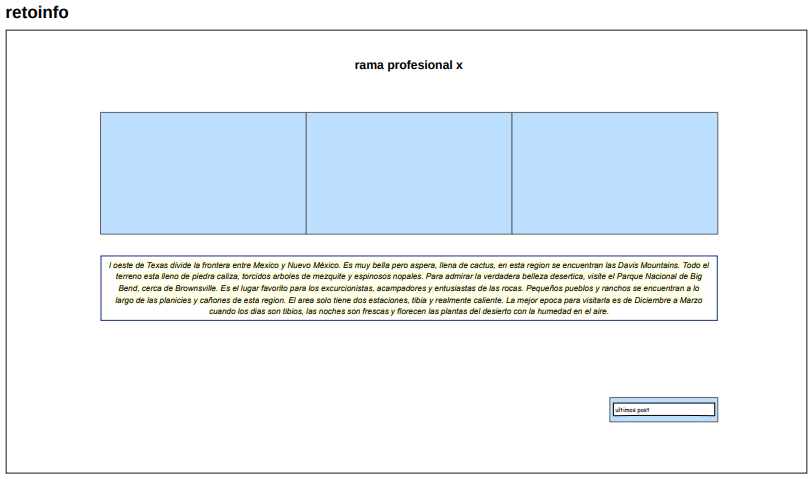 retoinfo
rama profesional x
l oeste de Texas divide la frontera entre Mexico y Nuevo México. Es muy bella pero aspera, llena de cactus, en esta region se encuentran las Davis Mountains. Todo el
terreno esta lleno de piedra caliza, torcidos arboles de mezquite y espinosos nopales. Para admirar la verdadera belleza desertica, visite el Parque Nacional de Big
Bend, cerca de Brownsville. Es el lugar favorito para los excurcionistas, acampadores y entusiastas de las rocas. Pequeños pueblos y ranchos se encuentran a lo
largo de las planicies y cañones de esta region. El area solo tiene dos estaciones, tibia y realmente caliente. La mejor epoca para visitarla es de Diciembre a Marzo
cuando los dias son tibios, las noches son frescas y florecen las plantas del desierto con la humedad en el aire.
ultimos post